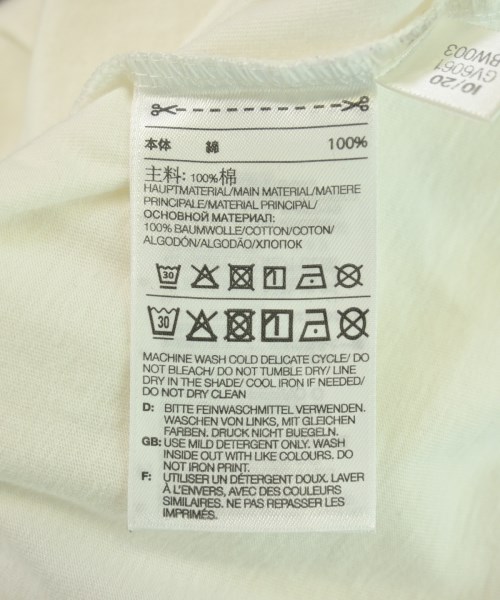 10/20
GV6061
BW003
本体 綿 100%
主料: 100%棉
HAUPTMATERIAL/MAIN MATERIAL/MATIERE
PRINCIPALE/MATERIAL PRINCIPAL/
ОСНОВНОЙ МАТЕРИАЛ:
100% BAUMWOLLE/COTTON/COTON/
ALGODÓN/ALGODÃO/ХЛОПОК
30
30
MACHINE WASH COLD DELICATE CYCLE/ DO
NOT BLEACH/ DO NOT TUMBLE DRY/ LINE
DRY IN THE SHADE/ COOL IRON IF NEEDED/
DO NOT DRY CLEAN
D: BITTE FEINWASCHMITTEL VERWENDEN.
WASCHEN VON LINKS, MIT GLEICHEN
FARBEN. DRUCK NICHT BUEGELN.
GB: USE MILD DETERGENT ONLY. WASH
INSIDE OUT WITH LIKE COLOURS. DO
NOT IRON PRINT.
F: UTILISER UN DÉTERGENT DOUX. LAVER
À L'ENVERS, AVEC DES COULEURS
SIMILAIRES. NE PAS REPASSER LES
IMPRIMÉS.